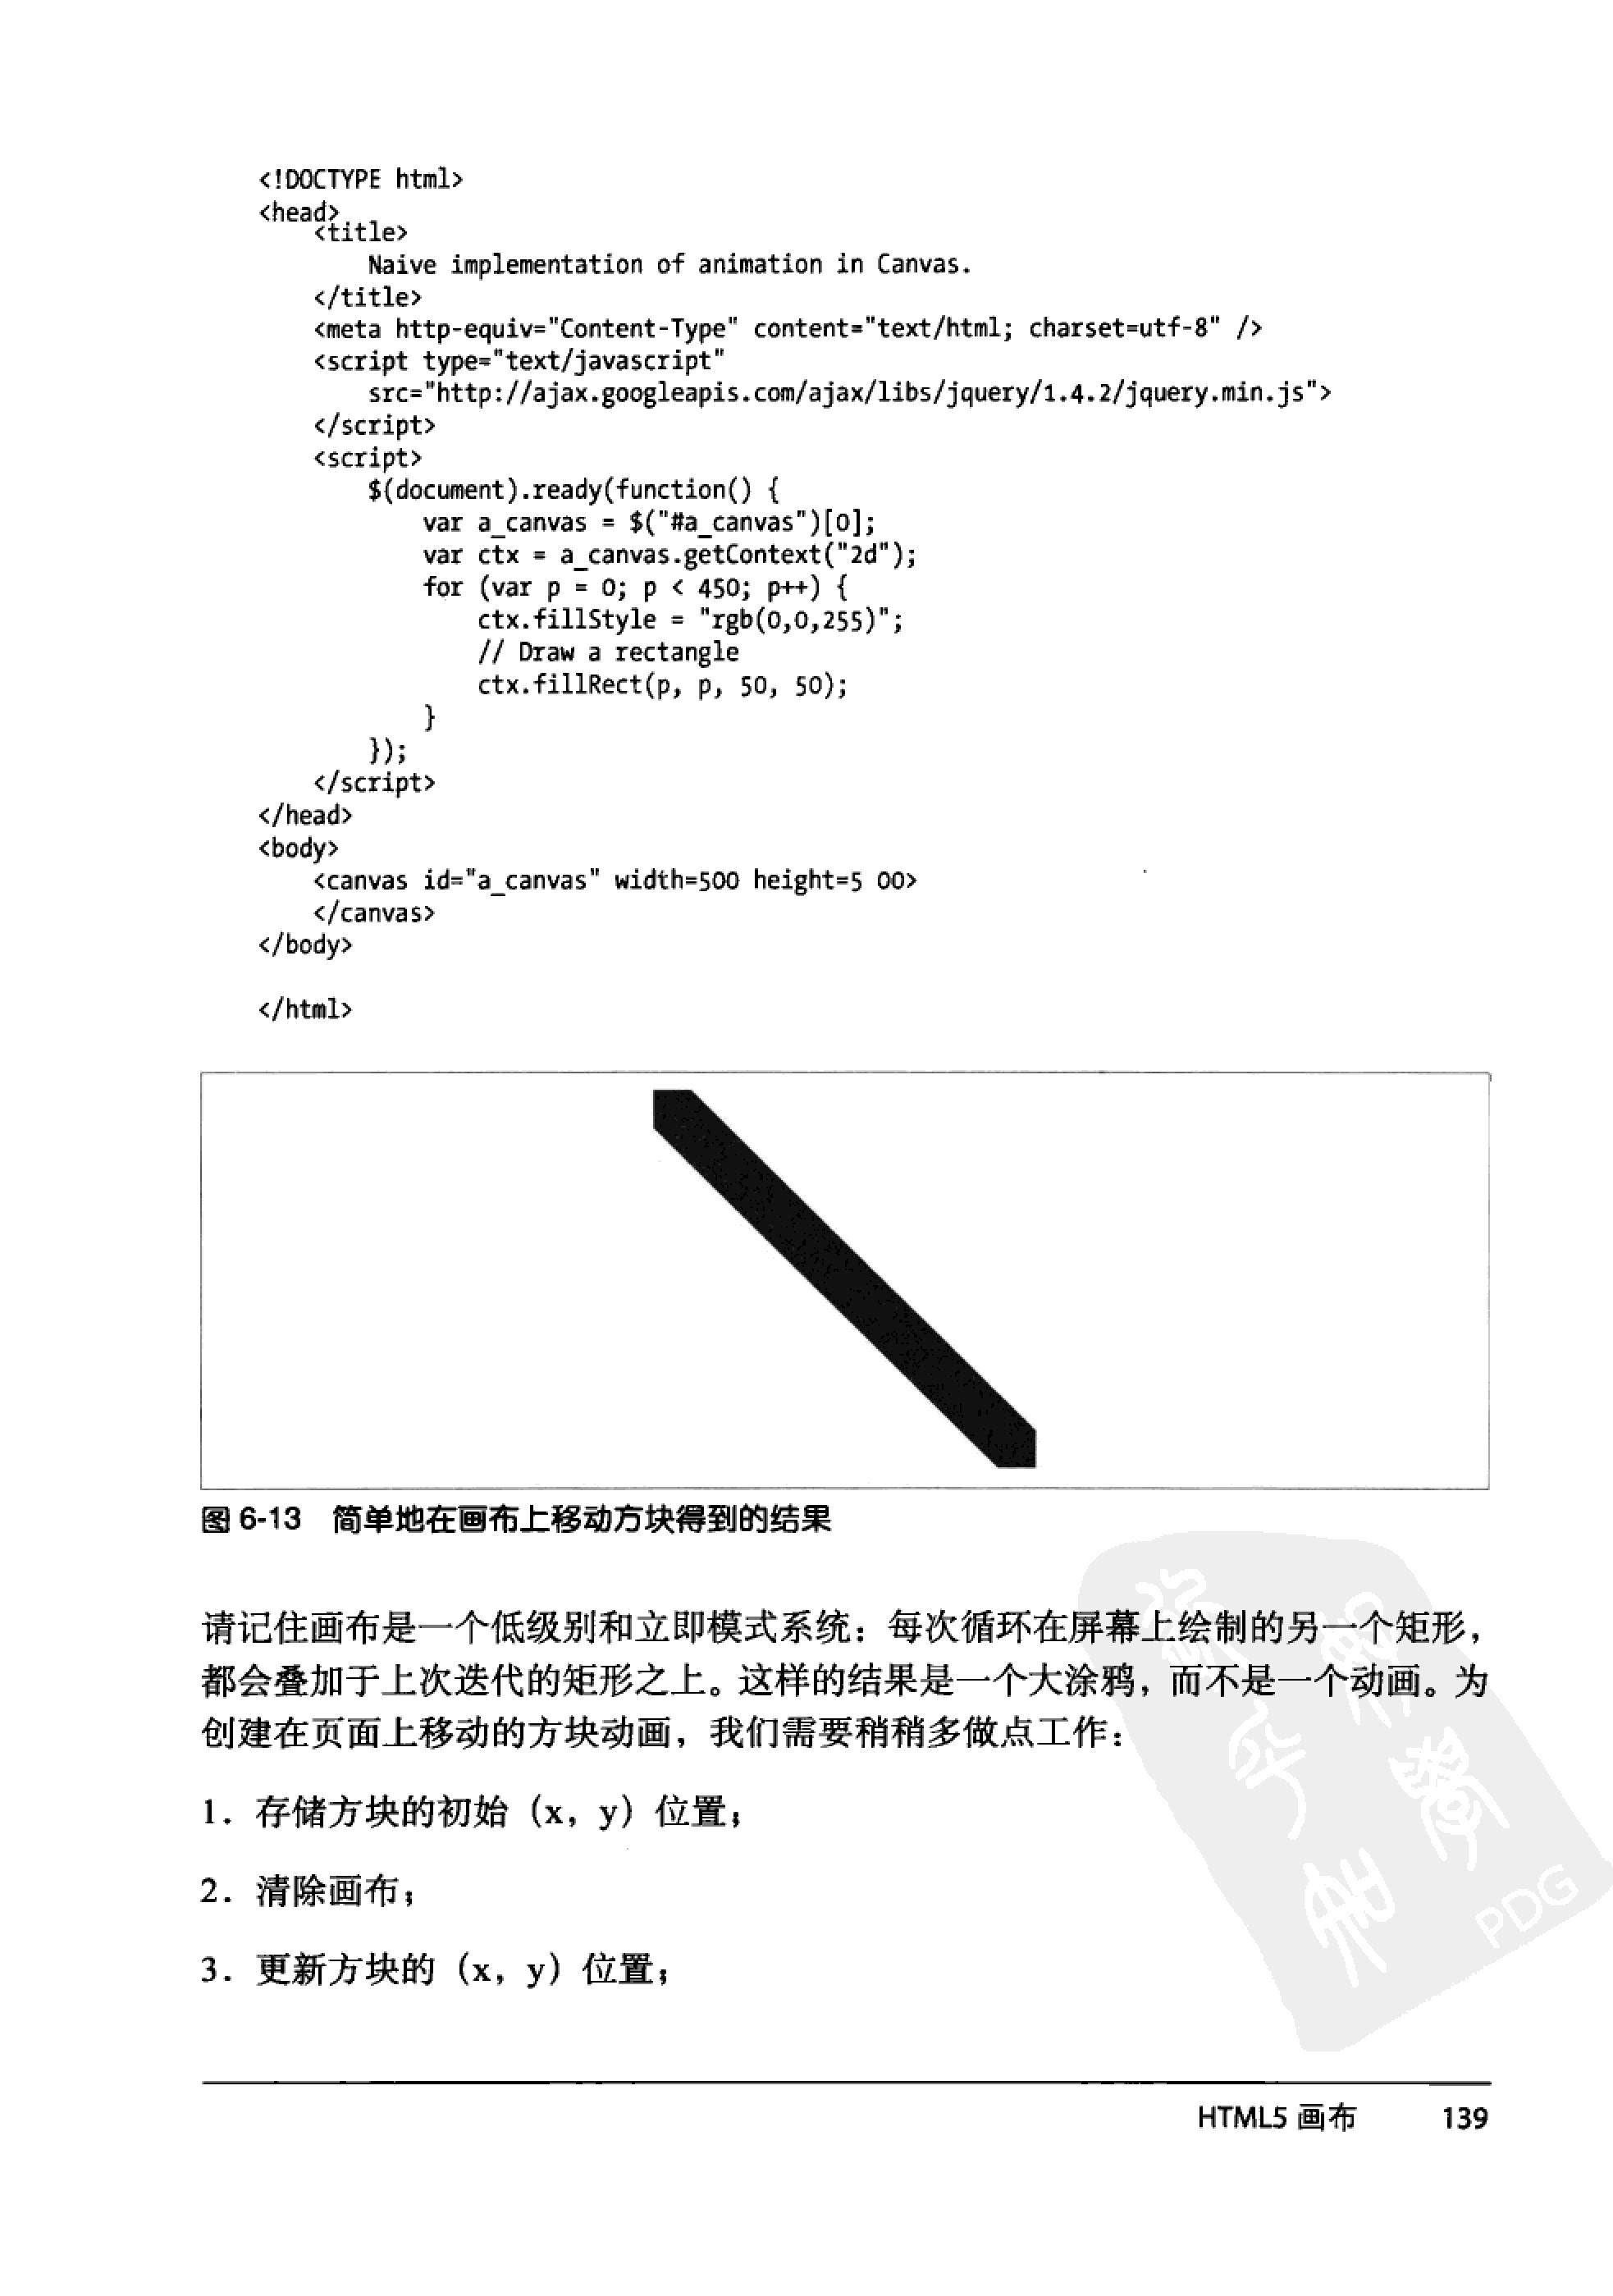 <!DOCTYPE html>
<head>
<title>
Naive implementation of animation in Canvas.
</title>
<meta http-equiv="Content-Type" content="text/html; charset=utf-8" />
<script type="text/javascript"
src="http://ajax.googleapis.com/ajax/libs/jquery/1.4.2/jquery.min.js">
</script>
<script>
$(document).ready(function() {
var a_canvas = $("#a_canvas")[0];
var ctx = a_canvas.getContext("2d");
for (var p = 0; p < 450; p++) {
ctx.fillStyle = "rgb(0,0,255)";
// Draw a rectangle
ctx.fillRect(p, p, 50, 50);
}
});
</script>
</head>
<body>
<canvas id="a_canvas" width=500 height=5 00>
</canvas>
</body>
</html>
图 6-13 简单地在画布上移动方块得到的结果
请记住画布是一个低级别和立即模式系统：每次循环在屏幕上绘制的另一个矩形，
都会叠加于上次迭代的矩形之上。这样的结果是一个大涂鸦，而不是一个动画。为
创建在页面上移动的方块动画，我们需要稍稍多做点工作：
1. 存储方块的初始（x，y）位置；
2. 清除画布；
3. 更新方块的（x，y）位置；
PDG
HTML5 画布 139